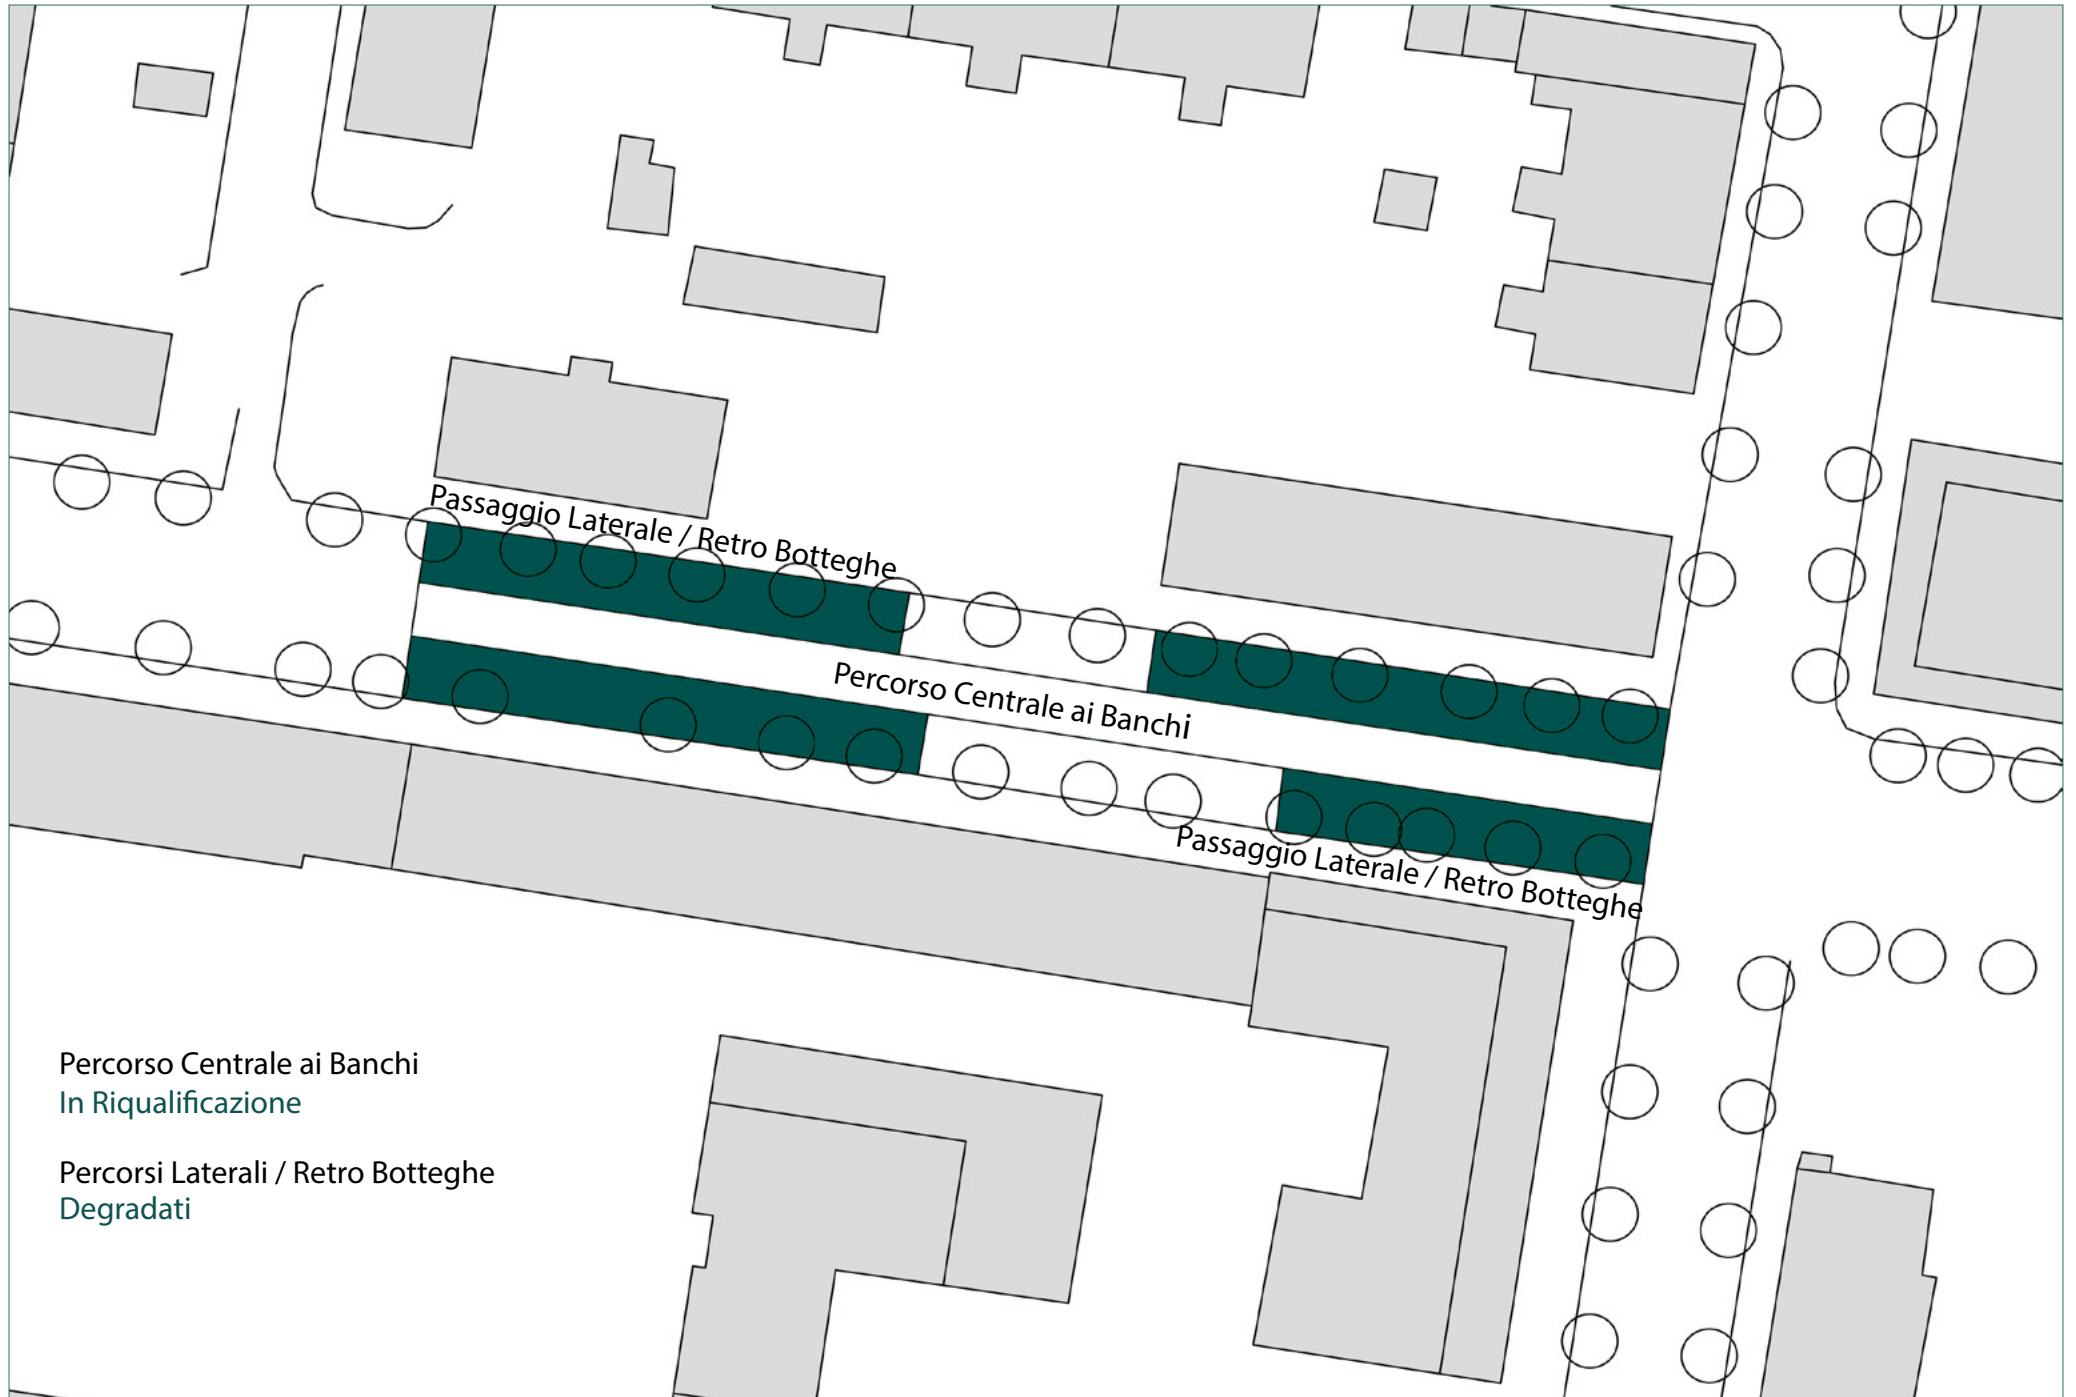 Passaggio Laterale / Retro Botteghe
Percorso Centrale ai Banchi
Passaggio Laterale / Retro Botteghe
Percorso Centrale ai Banchi
In Riqualificazione
Percorsi Laterali / Retro Botteghe
Degradati